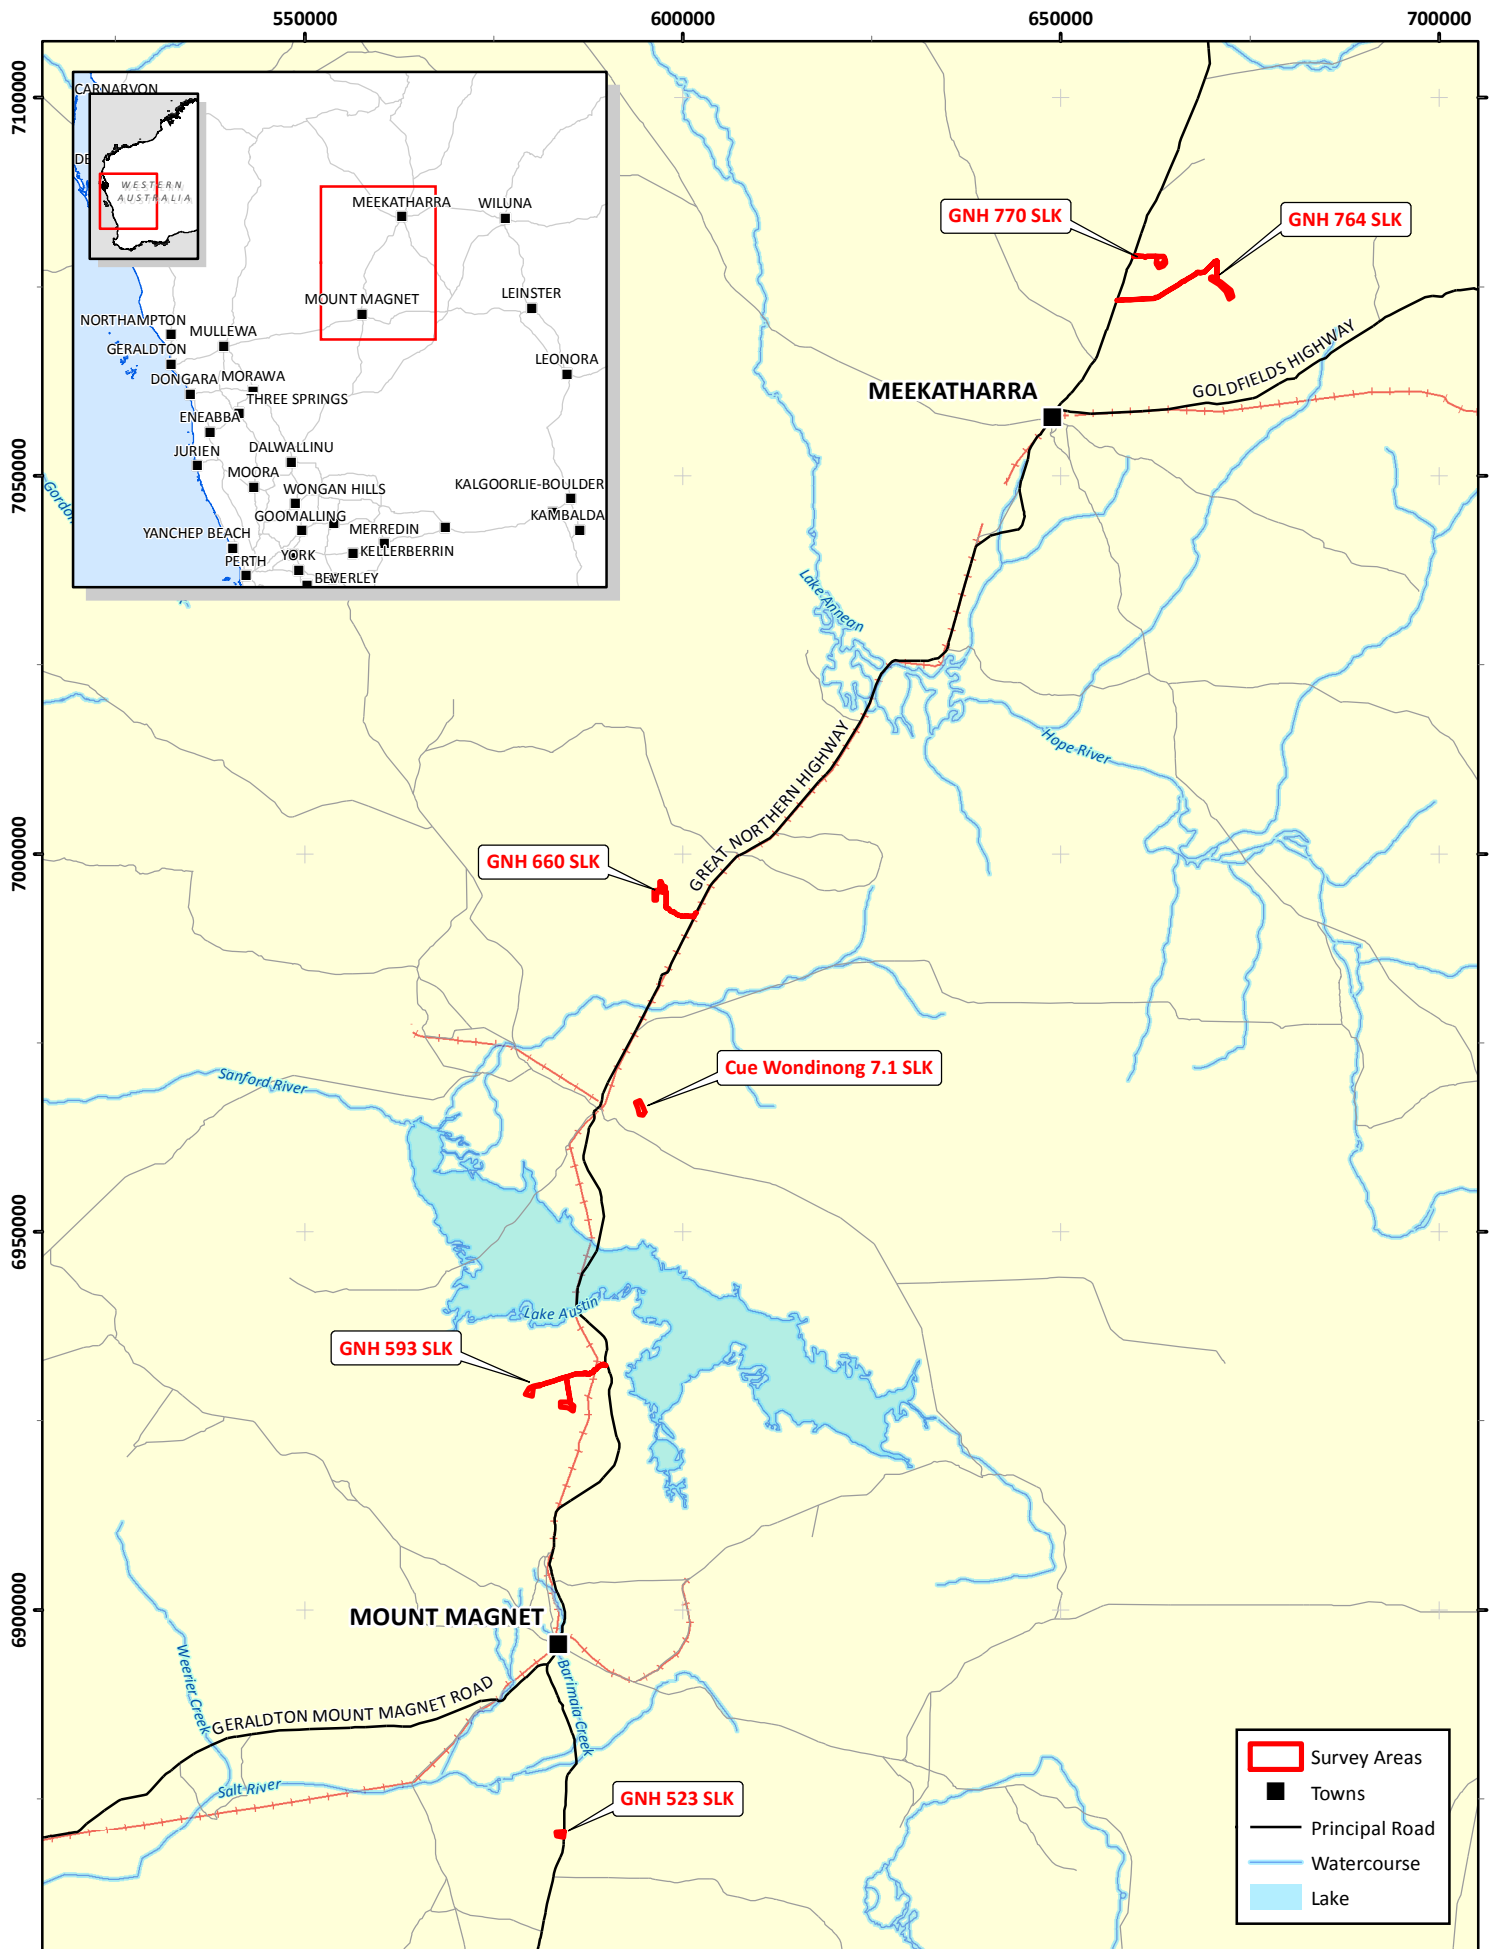 550000
600000
650000
700000
7100000
7050000
7000000
6950000
6900000
CARNARVON
WESTERN
AUSTRALIA
MEEKATHARRA
WILUNA
MOUNT MAGNET
LEINSTER
NORTHAMPTON
MULLEWA
GERALDTON
LEONORA
DONGARA
MORAWA
THREE SPRINGS
ENEABBA
JURIEN
DALWALLINU
MOORA
WONGAN HILLS
KALGOORLIE-BOULDER
GOOMALLING
KAMBALDA
YANCHEP BEACH
MERREDIN
PERTH
YORK
KELLERBERRIN
BEVERLEY
GNH 770 SLK
GNH 764 SLK
GOLDFIELDS HIGHWAY
MEEKATHARRA
Lake Annean
Hope River
GREAT NORTHERN HIGHWAY
GNH 660 SLK
Cue Wondinong 7.1 SLK
Sanford River
Lake Austin
GNH 593 SLK
MOUNT MAGNET
Weerier Creek
Barimaia Creek
GERALDTON MOUNT MAGNET ROAD
Salt River
GNH 523 SLK
Survey Areas
Towns
Principal Road
Watercourse
Lake